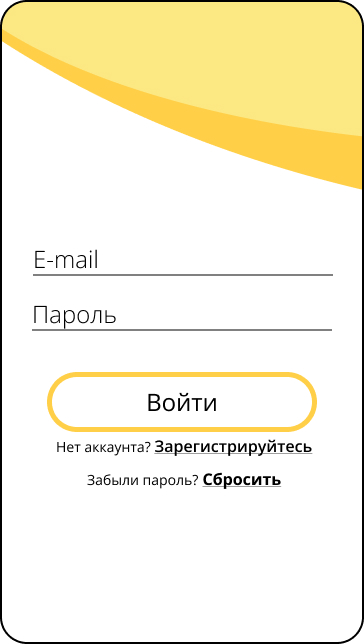 E-mail
Пароль
Войти
Нет аккаунта? Зарегистрируйтесь
Забыли пароль? Сбросить